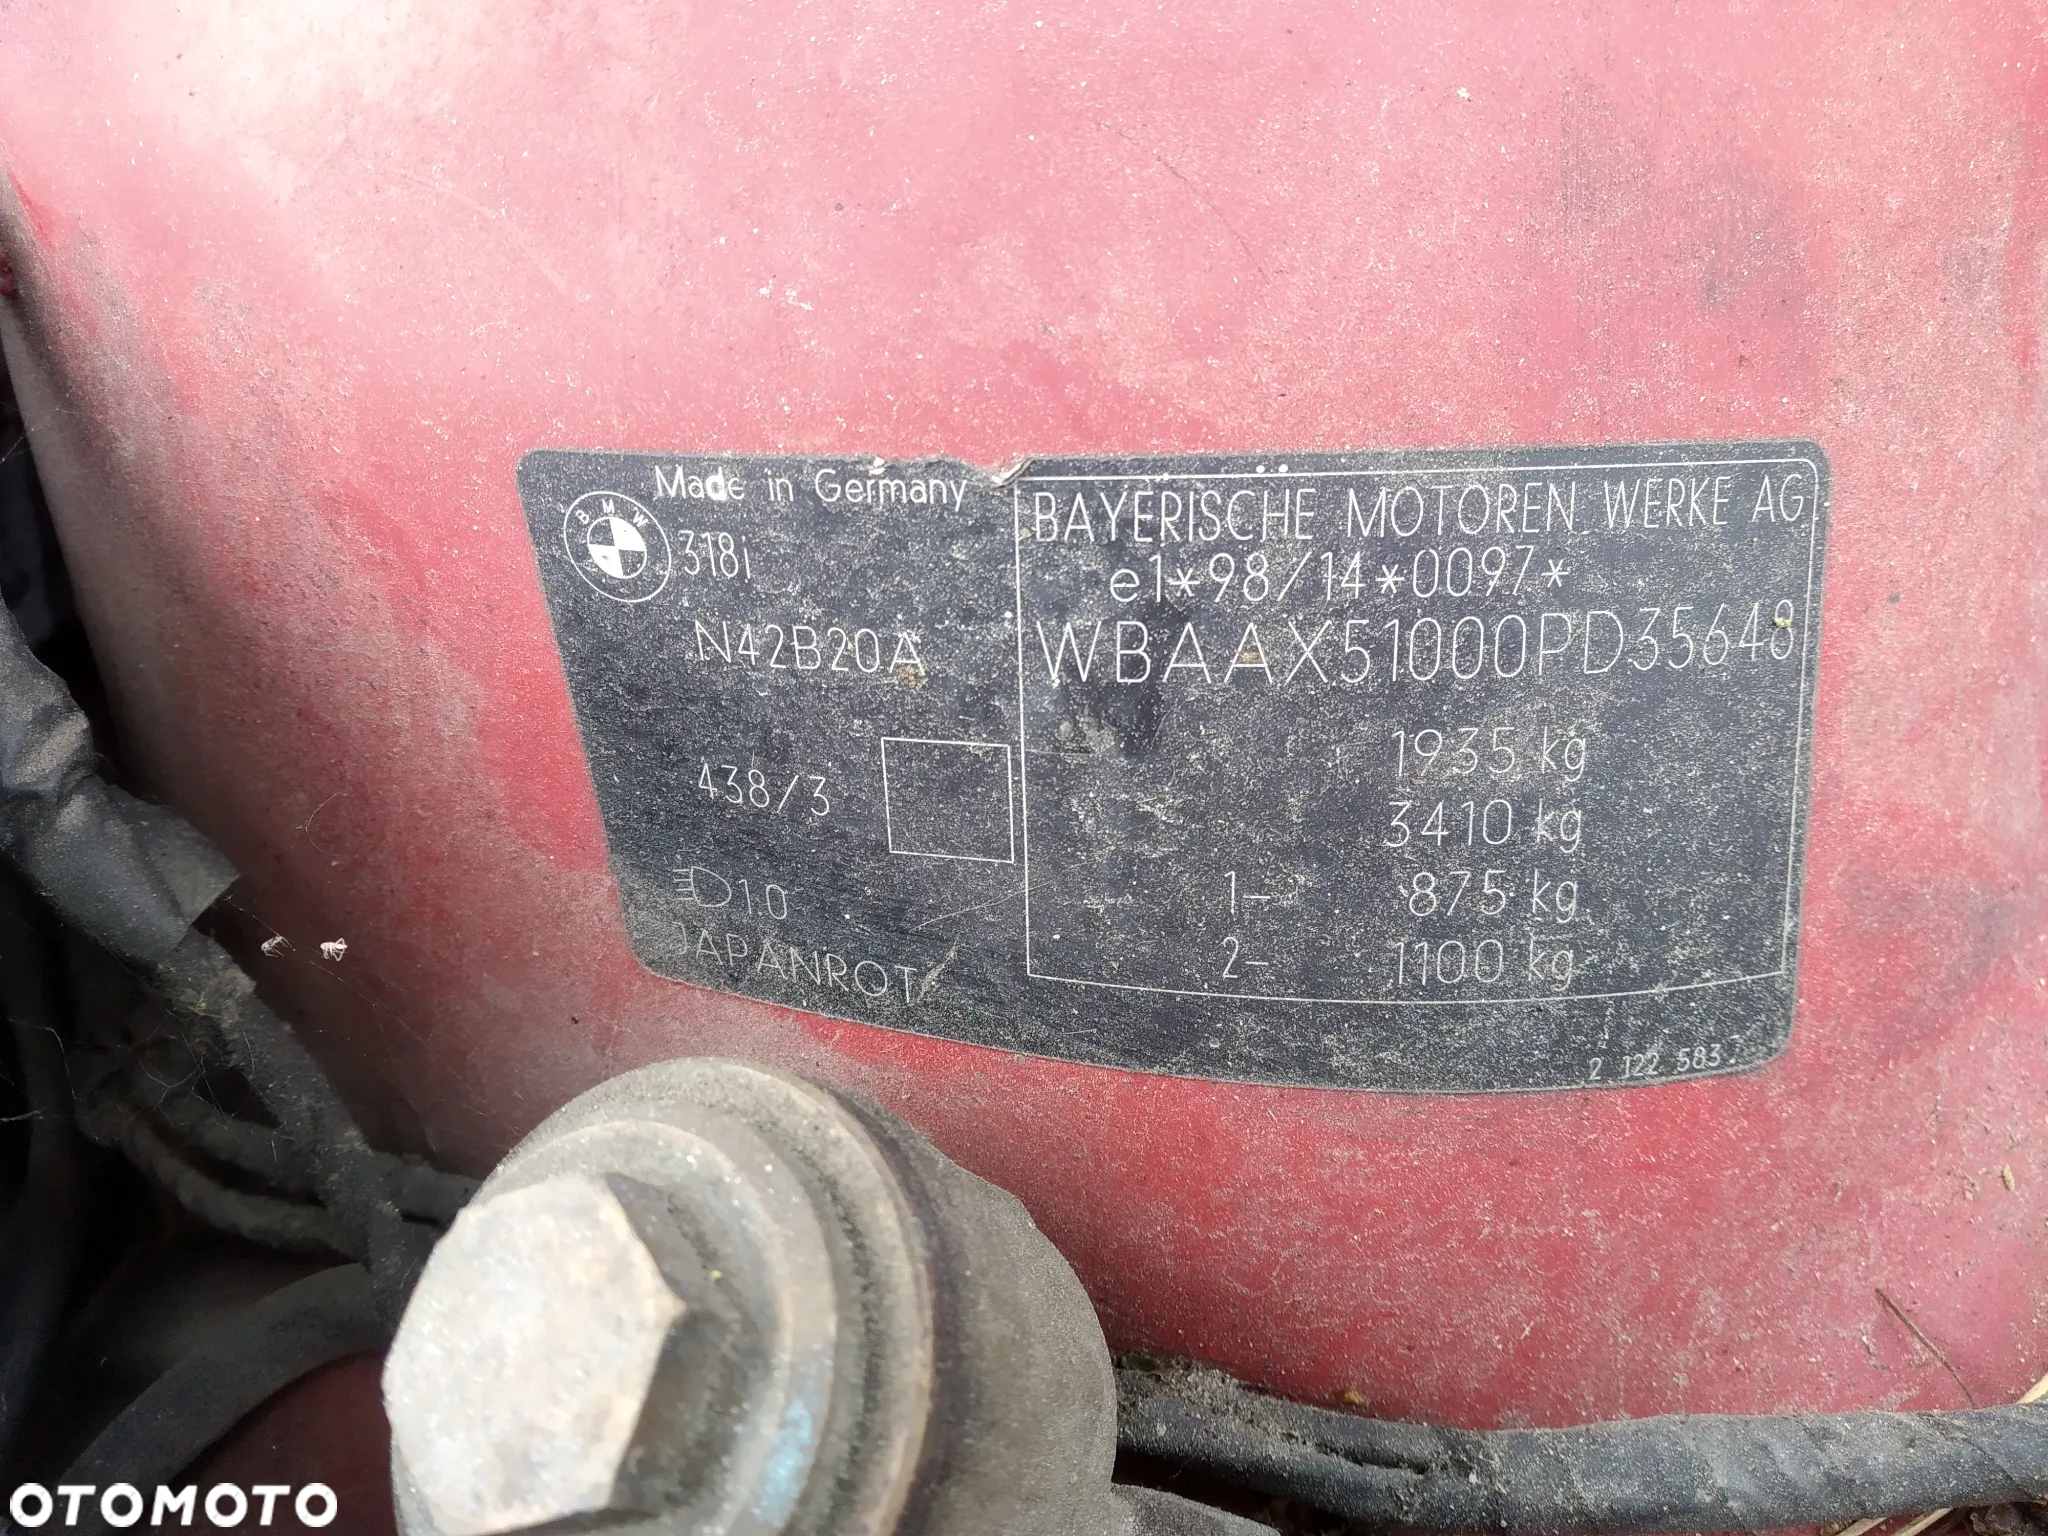 Made in Germany
BMW
318i
N42B20A
438/3
10
JAPANROT
BAYERISCHE MOTOREN WERKE AG
e1*98/14*0097*
WBAAX51000PD35648
1935 kg
3410 kg
1- 875 kg
2- 1100 kg
2 122 583
OTOMOTO